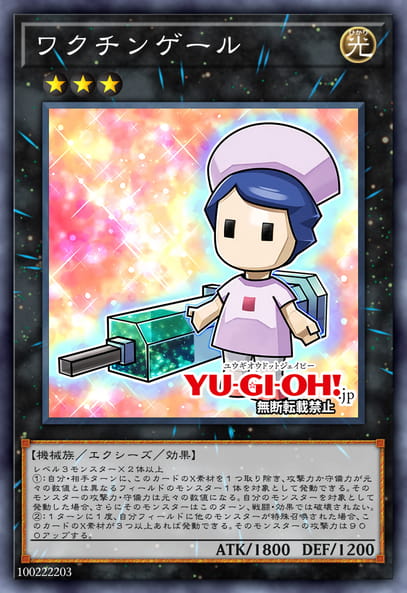 ワクチンゲール
ひかり
光
ユウギオウドットジェイピー
YU-GI-OH!.jp
無断転載禁止
【機械族／エクシーズ／効果】
レベル３モンスター×２体以上
①：自分・相手ターンに、このカードのＸ素材を１つ取り除き、攻撃力か守備力が元
々の数値とは異なるフィールドのモンスター１体を対象として発動できる。そ
のモンスターの攻撃力・守備力は元々の数値になる。自分のモンスターを対象として
発動した場合、さらにそのモンスターはこのターン、戦闘・効果では破壊されない。
②：１ターンに１度、自分フィールドに他のモンスターが特殊召喚された場合、こ
のカードのＸ素材が３つ以上あれば発動できる。そのモンスターの攻撃力は９０
０アップする。
ATK/1800 DEF/1200
100222203